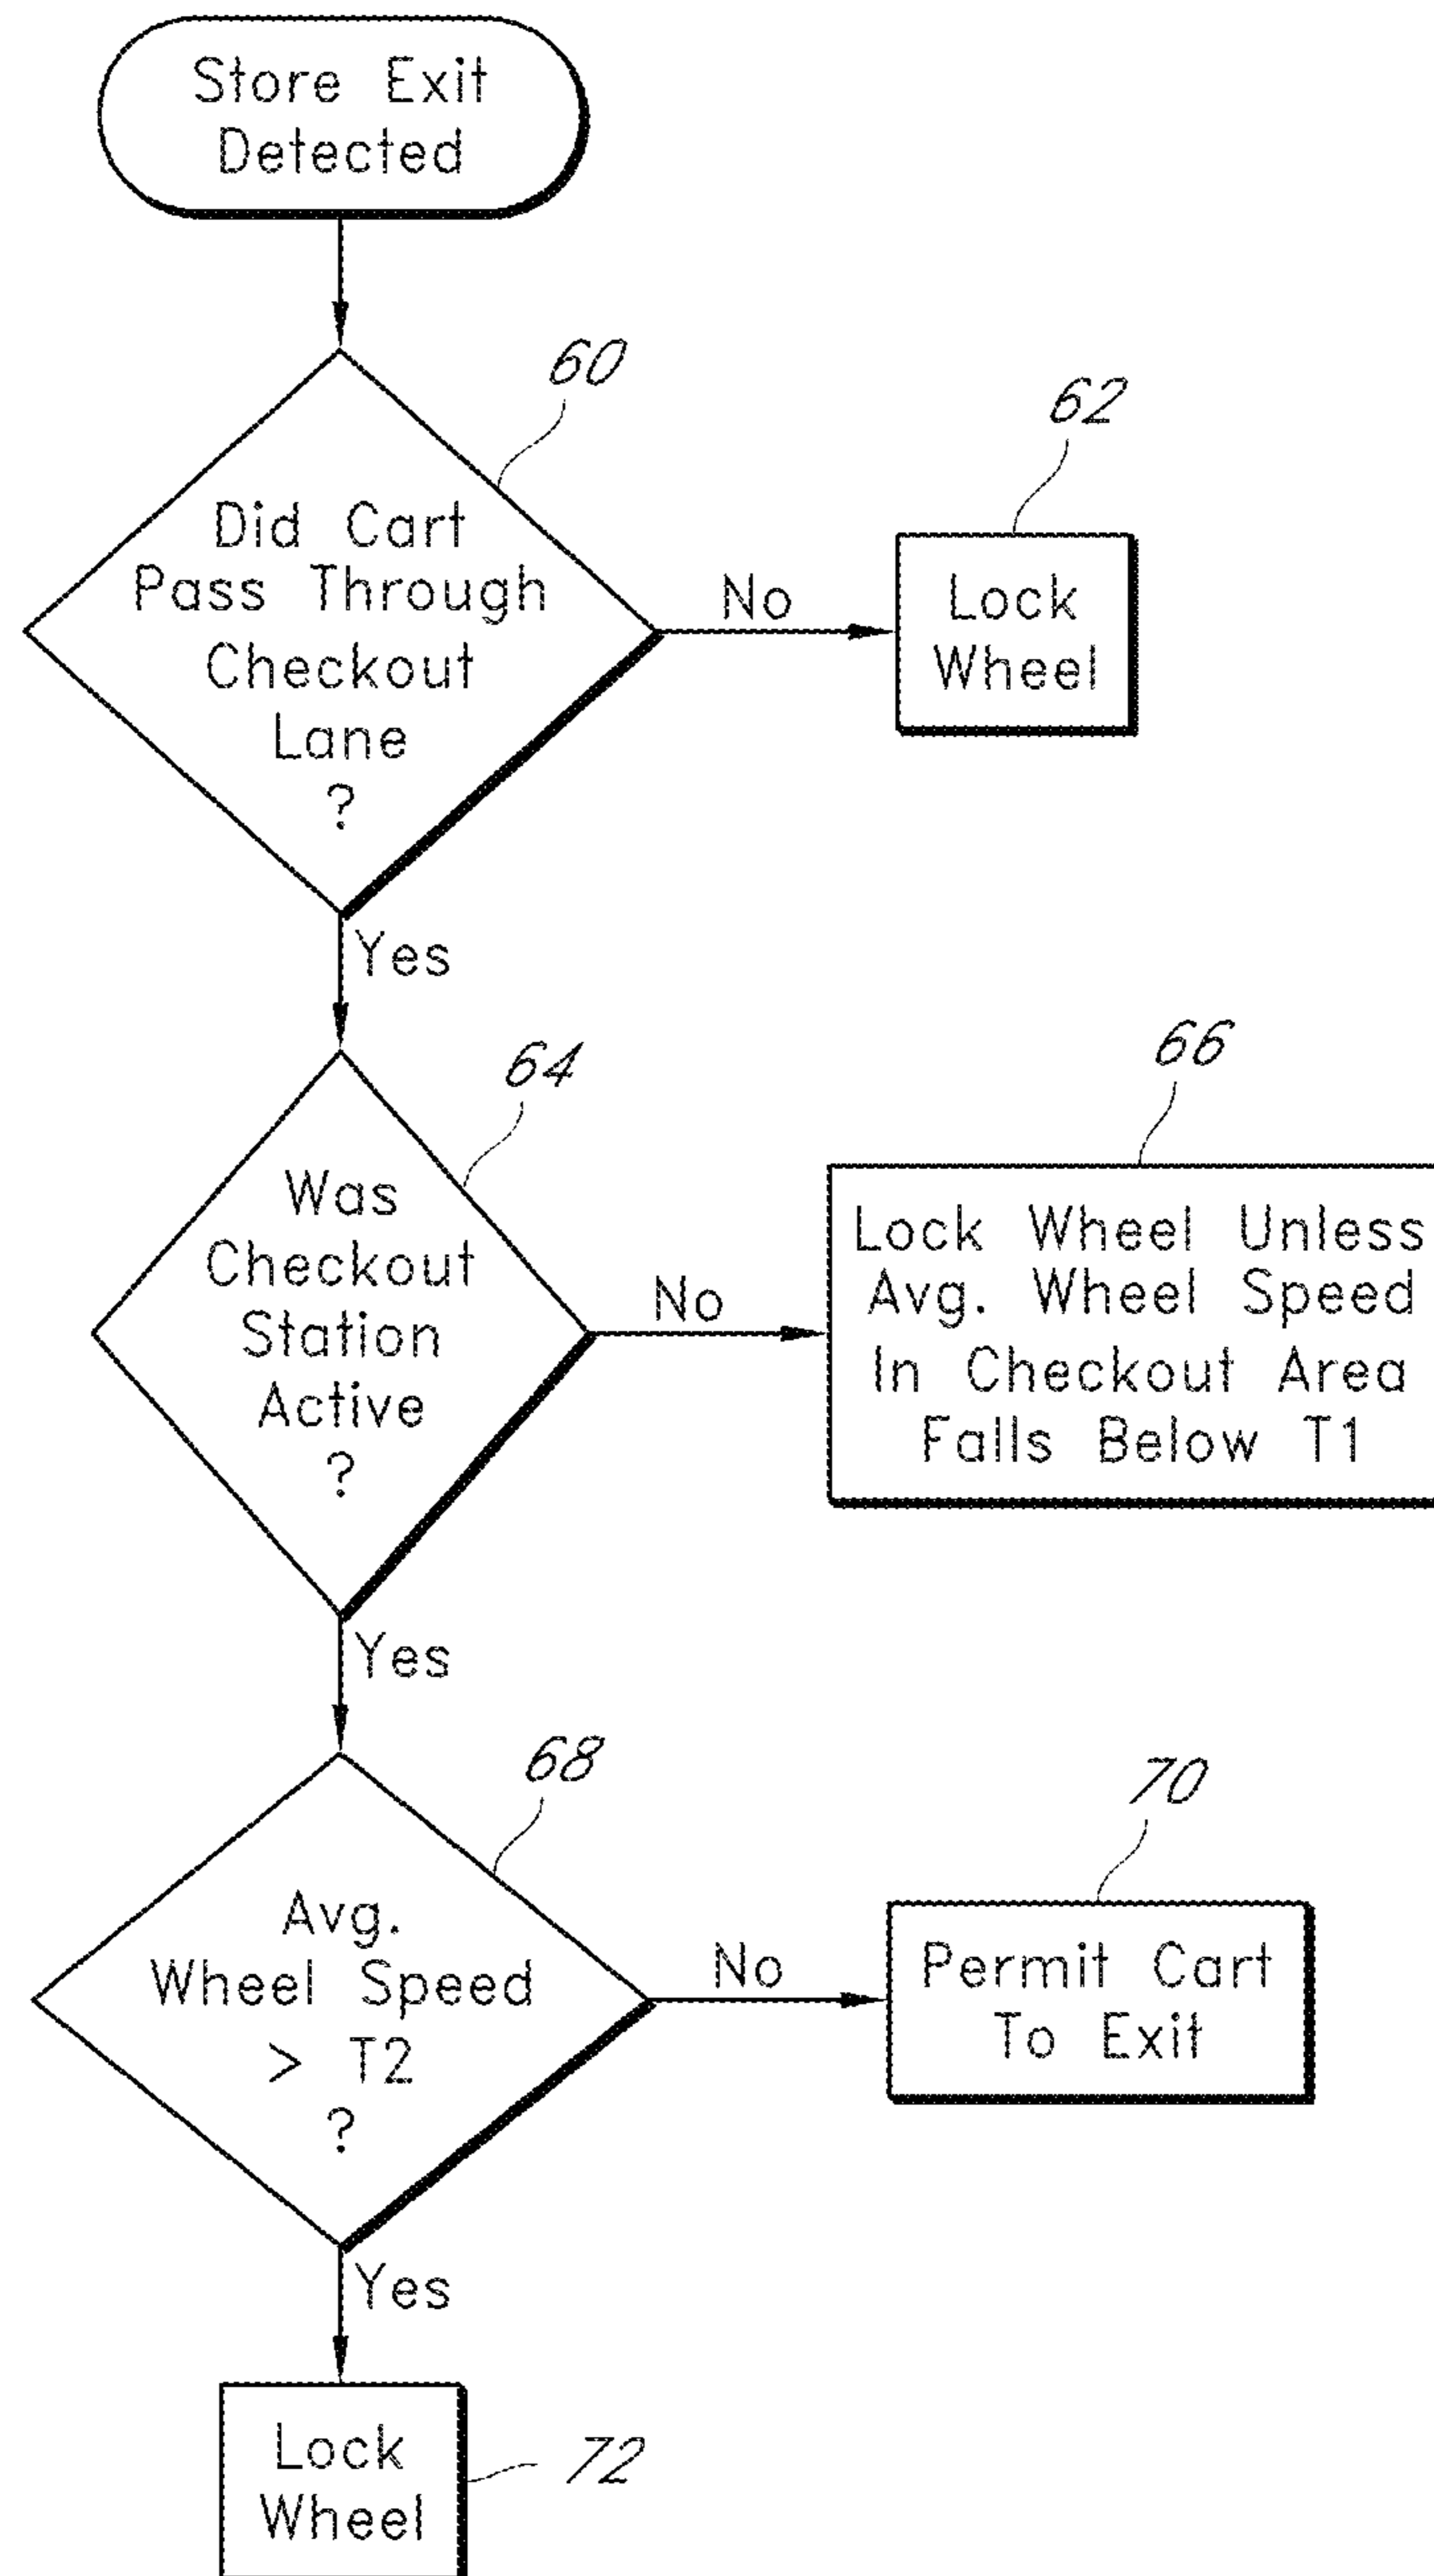 Store Exit
Detected
60
Did Cart
Pass Through
Checkout
Lane
?
No
62
Lock
Wheel
Yes
64
Was
Checkout
Station
Active
?
No
66
Lock Wheel Unless
Avg. Wheel Speed
In Checkout Area
Falls Below T1
Yes
68
Avg.
Wheel Speed
> T2
?
No
70
Permit Cart
To Exit
Yes
Lock
Wheel
72